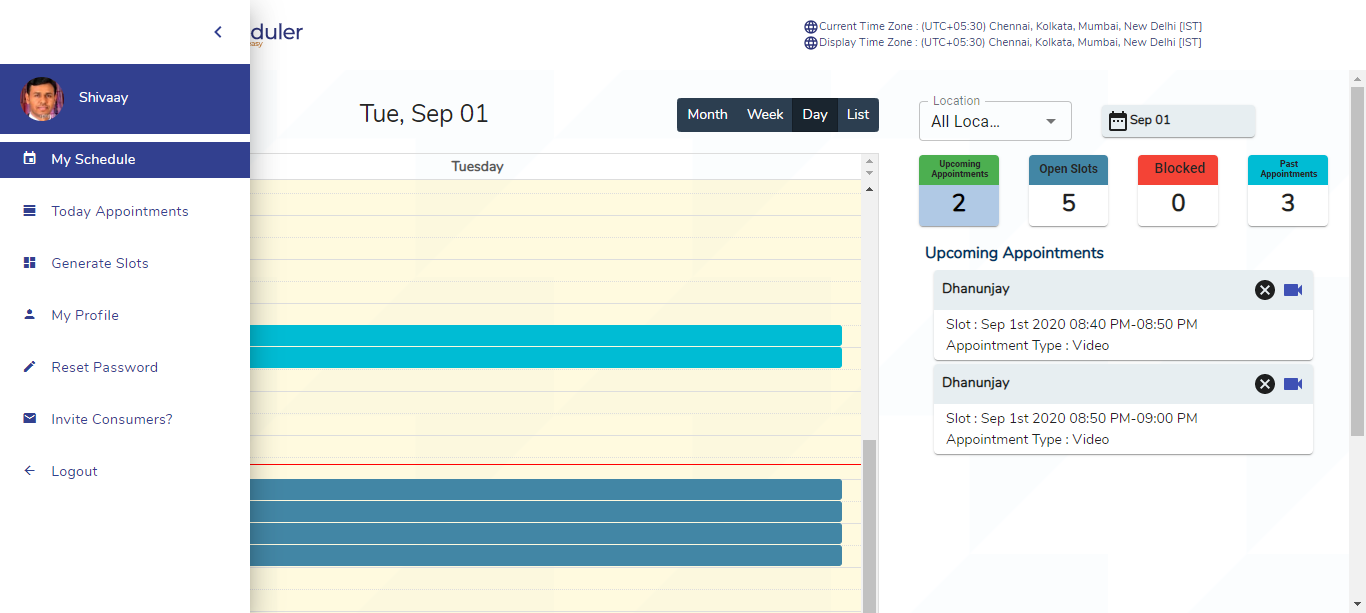 duler
easy
Current Time Zone : (UTC+05:30) Chennai, Kolkata, Mumbai, New Delhi [IST]
Display Time Zone : (UTC+05:30) Chennai, Kolkata, Mumbai, New Delhi [IST]
Shivaay
My Schedule
Today Appointments
Generate Slots
My Profile
Reset Password
Invite Consumers?
Logout
Tue, Sep 01
Month Week Day List
Tuesday
Location
All Loca...
Sep 01
Upcoming
Appointments
2
Open Slots
5
Blocked
0
Past
Appointments
3
Upcoming Appointments
Dhanunjay
Slot : Sep 1st 2020 08:40 PM-08:50 PM
Appointment Type : Video
Dhanunjay
Slot : Sep 1st 2020 08:50 PM-09:00 PM
Appointment Type : Video